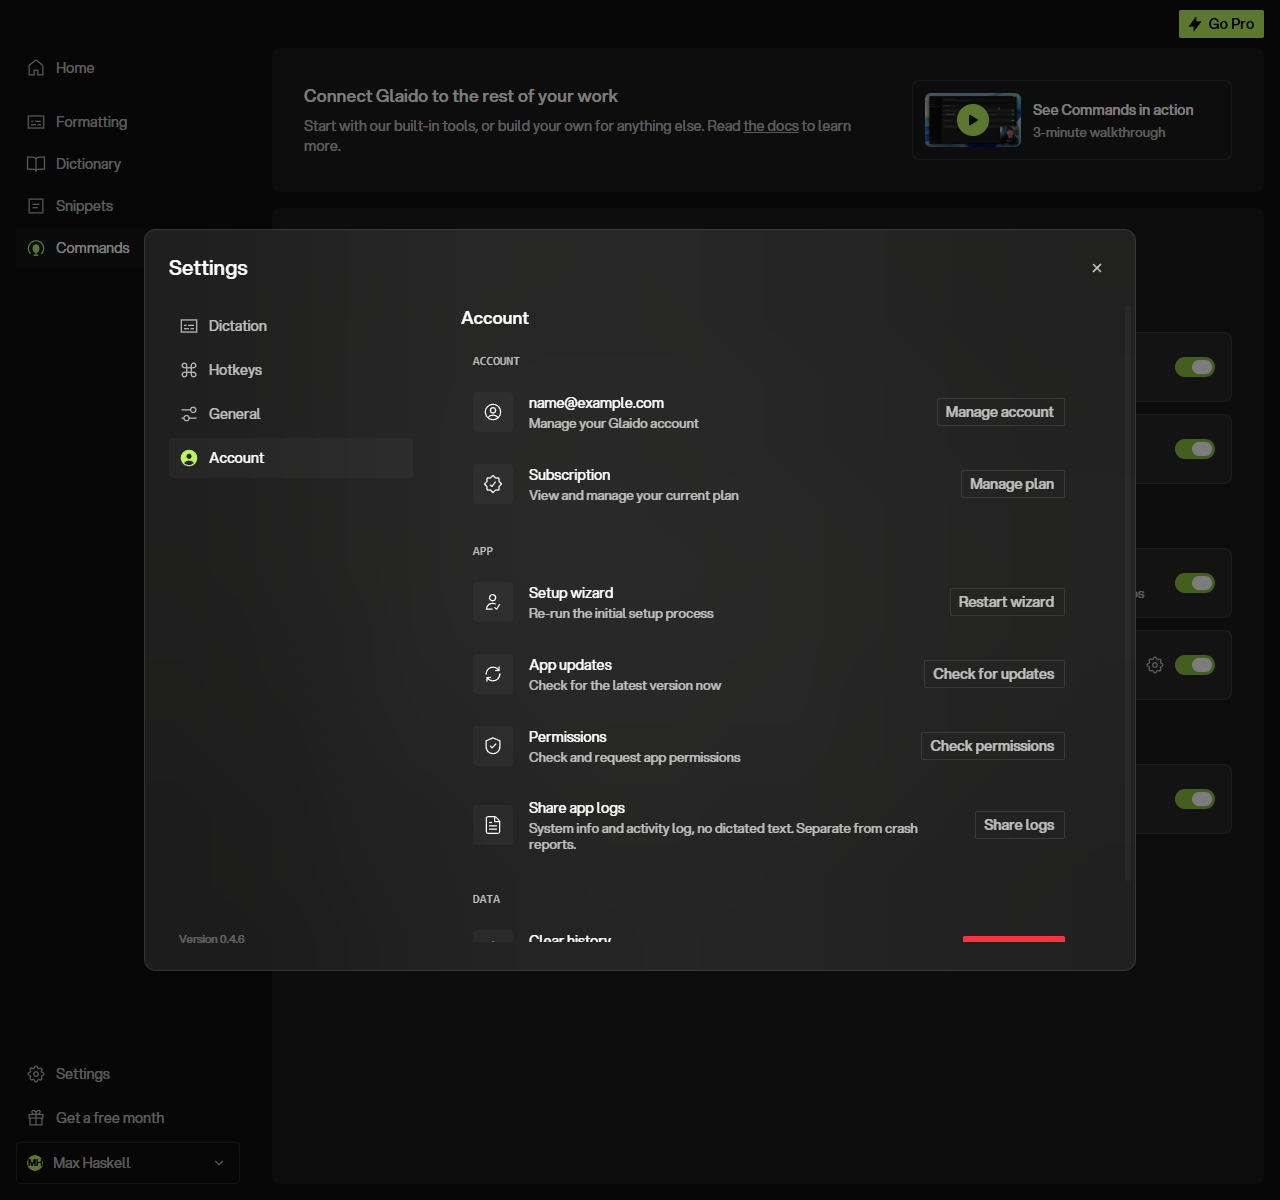 Go Pro
Home
Formatting
Dictionary
Snippets
Commands
Connect Glaido to the rest of your work
Start with our built-in tools, or build your own for anything else. Read the docs to learn
more.
See Commands in action
3-minute walkthrough
Settings
Dictation
Hotkeys
General
Account
Version 0.4.6
Account
ACCOUNT
name@example.com
Manage your Glaido account
Manage account
Subscription
View and manage your current plan
Manage plan
APP
Setup wizard
Re-run the initial setup process
Restart wizard
App updates
Check for the latest version now
Check for updates
Permissions
Check and request app permissions
Check permissions
Share app logs
System info and activity log, no dictated text. Separate from crash
reports.
Share logs
DATA
Clear history
Settings
Get a free month
MH
Max Haskell